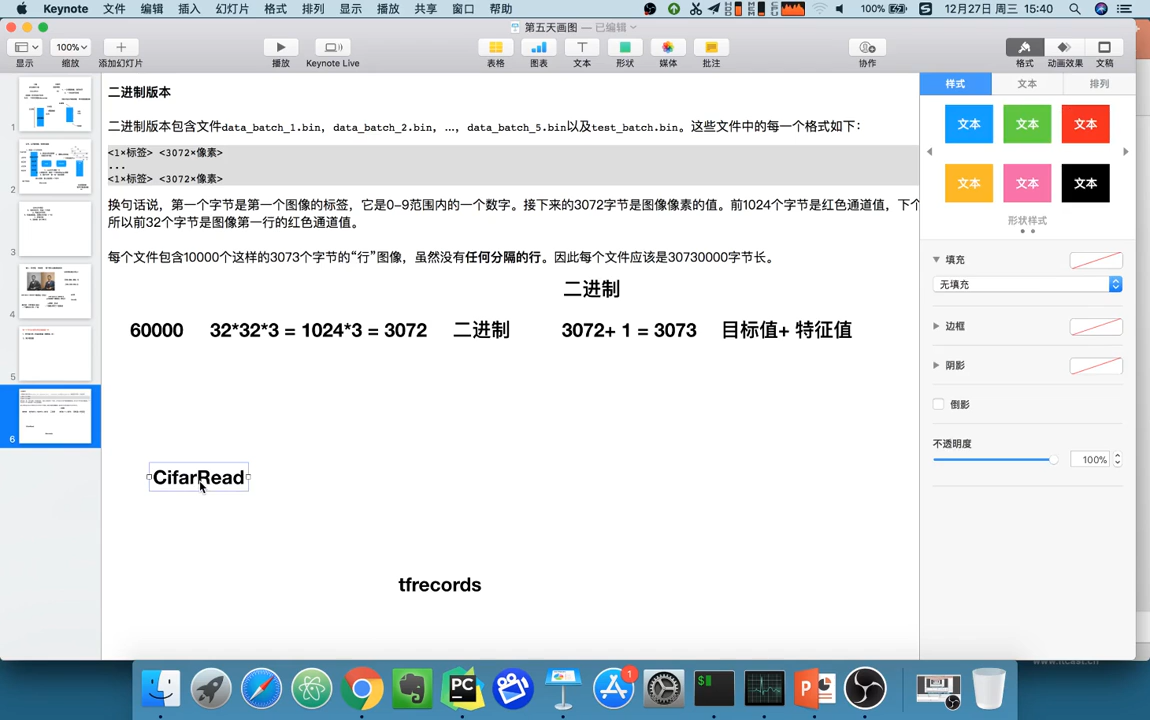 Keynote 文件 编辑 插入 幻灯片 格式 排列 显示 播放 共享 窗口 帮助 100% 12月27日 周三 15:40
第五天画图 — 已编辑
100% 
显示 缩放 添加幻灯片 播放 Keynote Live 表格 图表 文本 形状 媒体 批注 协作 格式 动画效果 文稿
样式 文本 排列
二进制版本
二进制版本包含文件data_batch_1.bin，data_batch_2.bin，...，data_batch_5.bin以及test_batch.bin。这些文件中的每一个格式如下：
<1×标签> <3072×像素>
...
<1×标签> <3072×像素>
换句话说，第一个字节是第一个图像的标签，它是0-9范围内的一个数字。接下来的3072字节是图像像素的值。前1024个字节是红色通道值，下个
所以前32个字节是图像第一行的红色通道值。
每个文件包含10000个这样的3073个字节的“行”图像，虽然没有任何分隔的行。因此每个文件应该是30730000字节长。
二进制
60000 32*32*3 = 1024*3 = 3072 二进制 3072+ 1 = 3073 目标值+ 特征值
CifarRead
tfrecords
1
2
3
4
5
6
文本 文本 文本
文本 文本 文本
形状样式
填充
无填充
边框
阴影
倒影
不透明度
100%
PC
1
www.itcast.cn